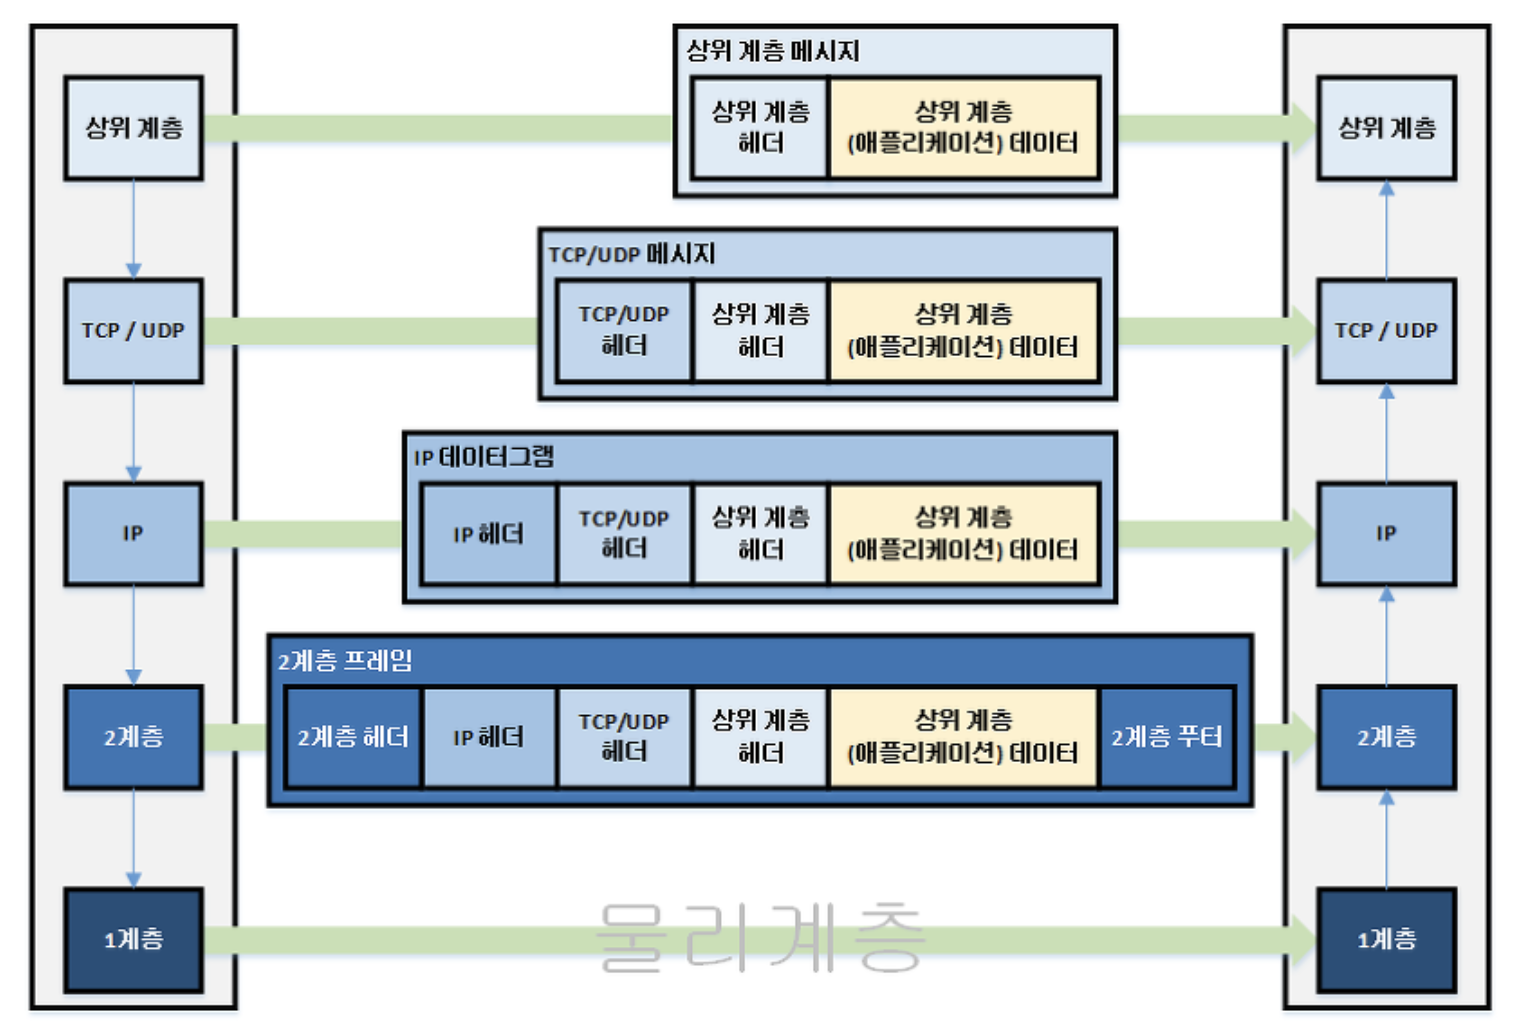 상위 계층 메시지
상위 계층
상위 계층
헤더
상위 계층
(애플리케이션) 데이터
상위 계층
TCP/UDP 메시지
TCP / UDP
TCP/UDP
헤더
상위 계층
헤더
상위 계층
(애플리케이션) 데이터
TCP / UDP
IP 데이터그램
IP
IP 헤더
TCP/UDP
헤더
상위 계층
헤더
상위 계층
(애플리케이션) 데이터
IP
2계층 프레임
2계층
2계층 헤더
IP 헤더
TCP/UDP
헤더
상위 계층
헤더
상위 계층
(애플리케이션) 데이터
2계층 푸터
2계층
1계층
물리계층
1계층